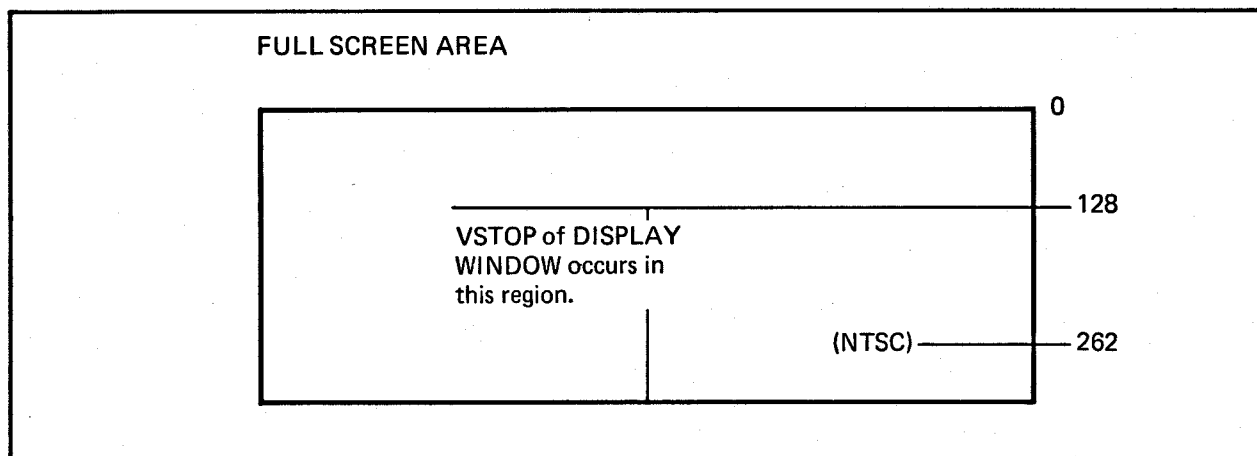 FULL SCREEN AREA
0
128
VSTOP of DISPLAY
WINDOW occurs in
this region.
(NTSC)
262